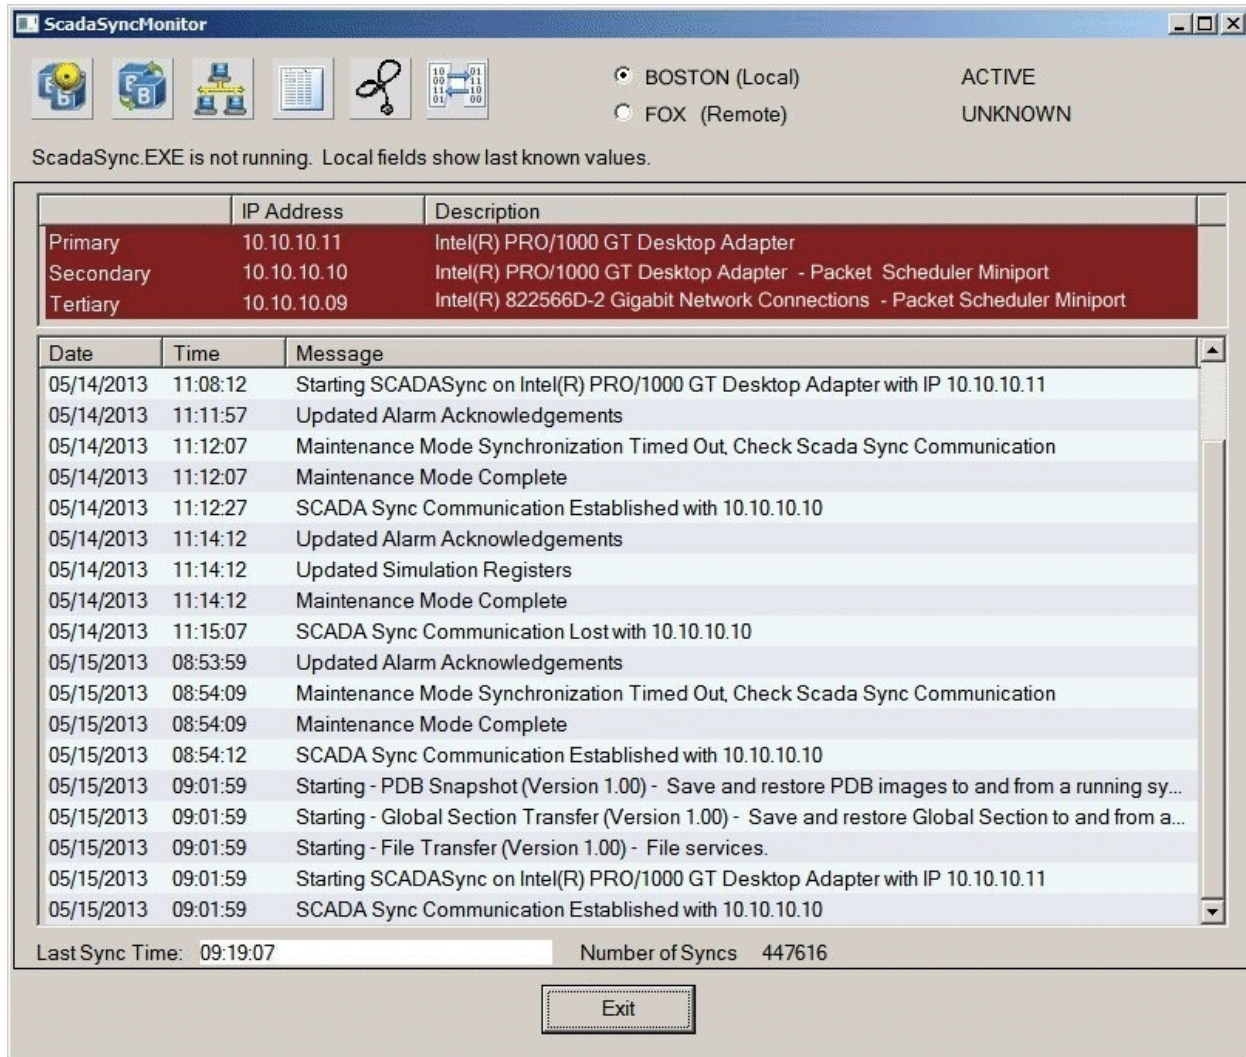 ScadaSyncMonitor
BOSTON (Local) ACTIVE
FOX (Remote) UNKNOWN
ScadaSync.EXE is not running. Local fields show last known values.
IP Address Description
Primary 10.10.10.11 Intel(R) PRO/1000 GT Desktop Adapter
Secondary 10.10.10.10 Intel(R) PRO/1000 GT Desktop Adapter - Packet Scheduler Miniport
Tertiary 10.10.10.09 Intel(R) 822566D-2 Gigabit Network Connections - Packet Scheduler Miniport
Date Time Message
05/14/2013 11:08:12 Starting SCADASync on Intel(R) PRO/1000 GT Desktop Adapter with IP 10.10.10.11
05/14/2013 11:11:57 Updated Alarm Acknowledgements
05/14/2013 11:12:07 Maintenance Mode Synchronization Timed Out, Check Scada Sync Communication
05/14/2013 11:12:07 Maintenance Mode Complete
05/14/2013 11:12:27 SCADA Sync Communication Established with 10.10.10.10
05/14/2013 11:14:12 Updated Alarm Acknowledgements
05/14/2013 11:14:12 Updated Simulation Registers
05/14/2013 11:14:12 Maintenance Mode Complete
05/14/2013 11:15:07 SCADA Sync Communication Lost with 10.10.10.10
05/15/2013 08:53:59 Updated Alarm Acknowledgements
05/15/2013 08:54:09 Maintenance Mode Synchronization Timed Out, Check Scada Sync Communication
05/15/2013 08:54:09 Maintenance Mode Complete
05/15/2013 08:54:12 SCADA Sync Communication Established with 10.10.10.10
05/15/2013 09:01:59 Starting - PDB Snapshot (Version 1.00) - Save and restore PDB images to and from a running sy...
05/15/2013 09:01:59 Starting - Global Section Transfer (Version 1.00) - Save and restore Global Section to and from a...
05/15/2013 09:01:59 Starting - File Transfer (Version 1.00) - File services.
05/15/2013 09:01:59 Starting SCADASync on Intel(R) PRO/1000 GT Desktop Adapter with IP 10.10.10.11
05/15/2013 09:01:59 SCADA Sync Communication Established with 10.10.10.10
Last Sync Time: 09:19:07 Number of Syncs 447616
Exit